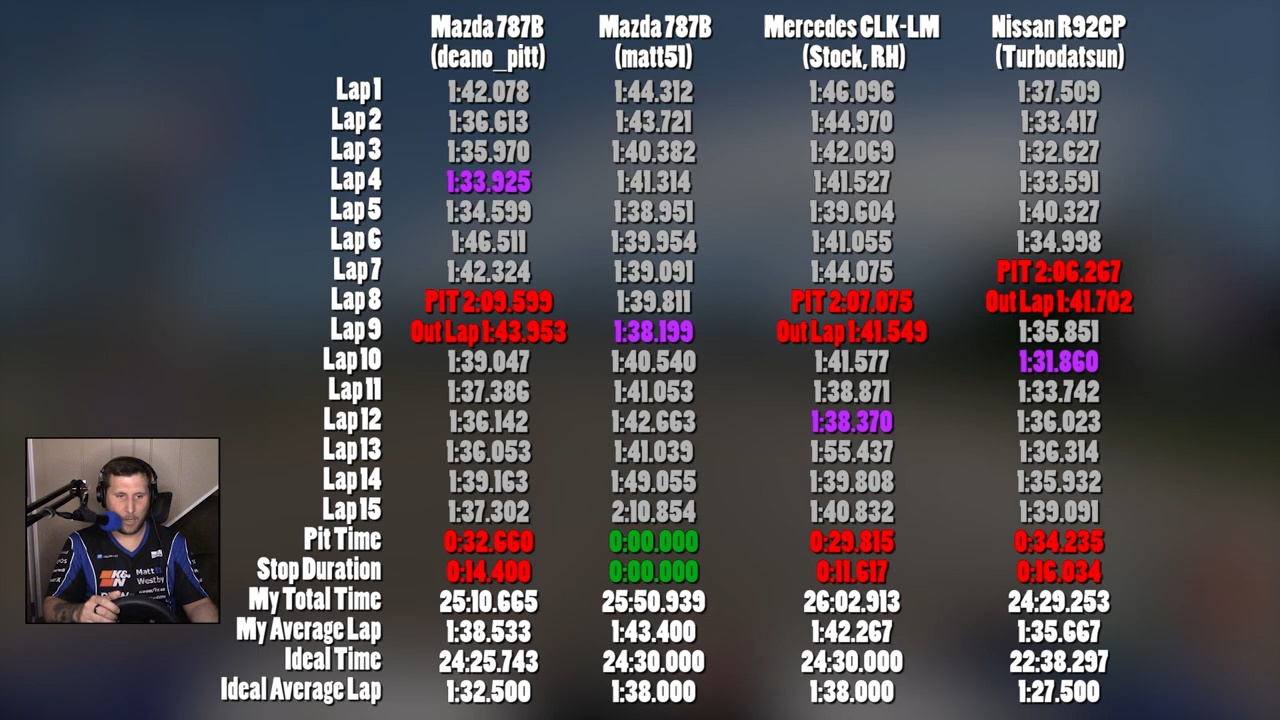 Mazda 787B Mazda 787B Mercedes CLK-LM Nissan R92CP
(deano_pitt) (matt51) (Stock, RH) (Turbodatsun)
Lap 1 1:42.078 1:44.312 1:46.096 1:37.509
Lap 2 1:36.613 1:43.721 1:44.970 1:33.417
Lap 3 1:35.970 1:40.382 1:42.069 1:32.627
Lap 4 1:33.925 1:41.314 1:41.527 1:33.591
Lap 5 1:34.599 1:38.951 1:39.604 1:40.327
Lap 6 1:46.511 1:39.954 1:41.055 1:34.998
Lap 7 1:42.324 1:39.091 1:44.075 PIT 2:06.267
Lap 8 PIT 2:09.599 1:39.811 PIT 2:07.075 Out Lap 1:41.702
Lap 9 Out Lap 1:43.953 1:38.199 Out Lap 1:41.549 1:35.851
Lap 10 1:39.047 1:40.540 1:41.577 1:31.860
Lap 11 1:37.386 1:41.053 1:38.871 1:33.742
Lap 12 1:36.142 1:42.663 1:38.370 1:36.023
Lap 13 1:36.053 1:41.039 1:55.437 1:36.314
Lap 14 1:39.163 1:49.055 1:39.808 1:35.932
Lap 15 1:37.302 2:10.854 1:40.832 1:39.091
Pit Time 0:32.660 0:00.000 0:29.815 0:34.235
Stop Duration 0:14.400 0:00.000 0:11.617 0:16.034
My Total Time 25:10.665 25:50.939 26:02.913 24:29.253
My Average Lap 1:38.533 1:43.400 1:42.267 1:35.667
Ideal Time 24:25.743 24:30.000 24:30.000 22:38.297
Ideal Average Lap 1:32.500 1:38.000 1:38.000 1:27.500
K&N
Matt
Westby